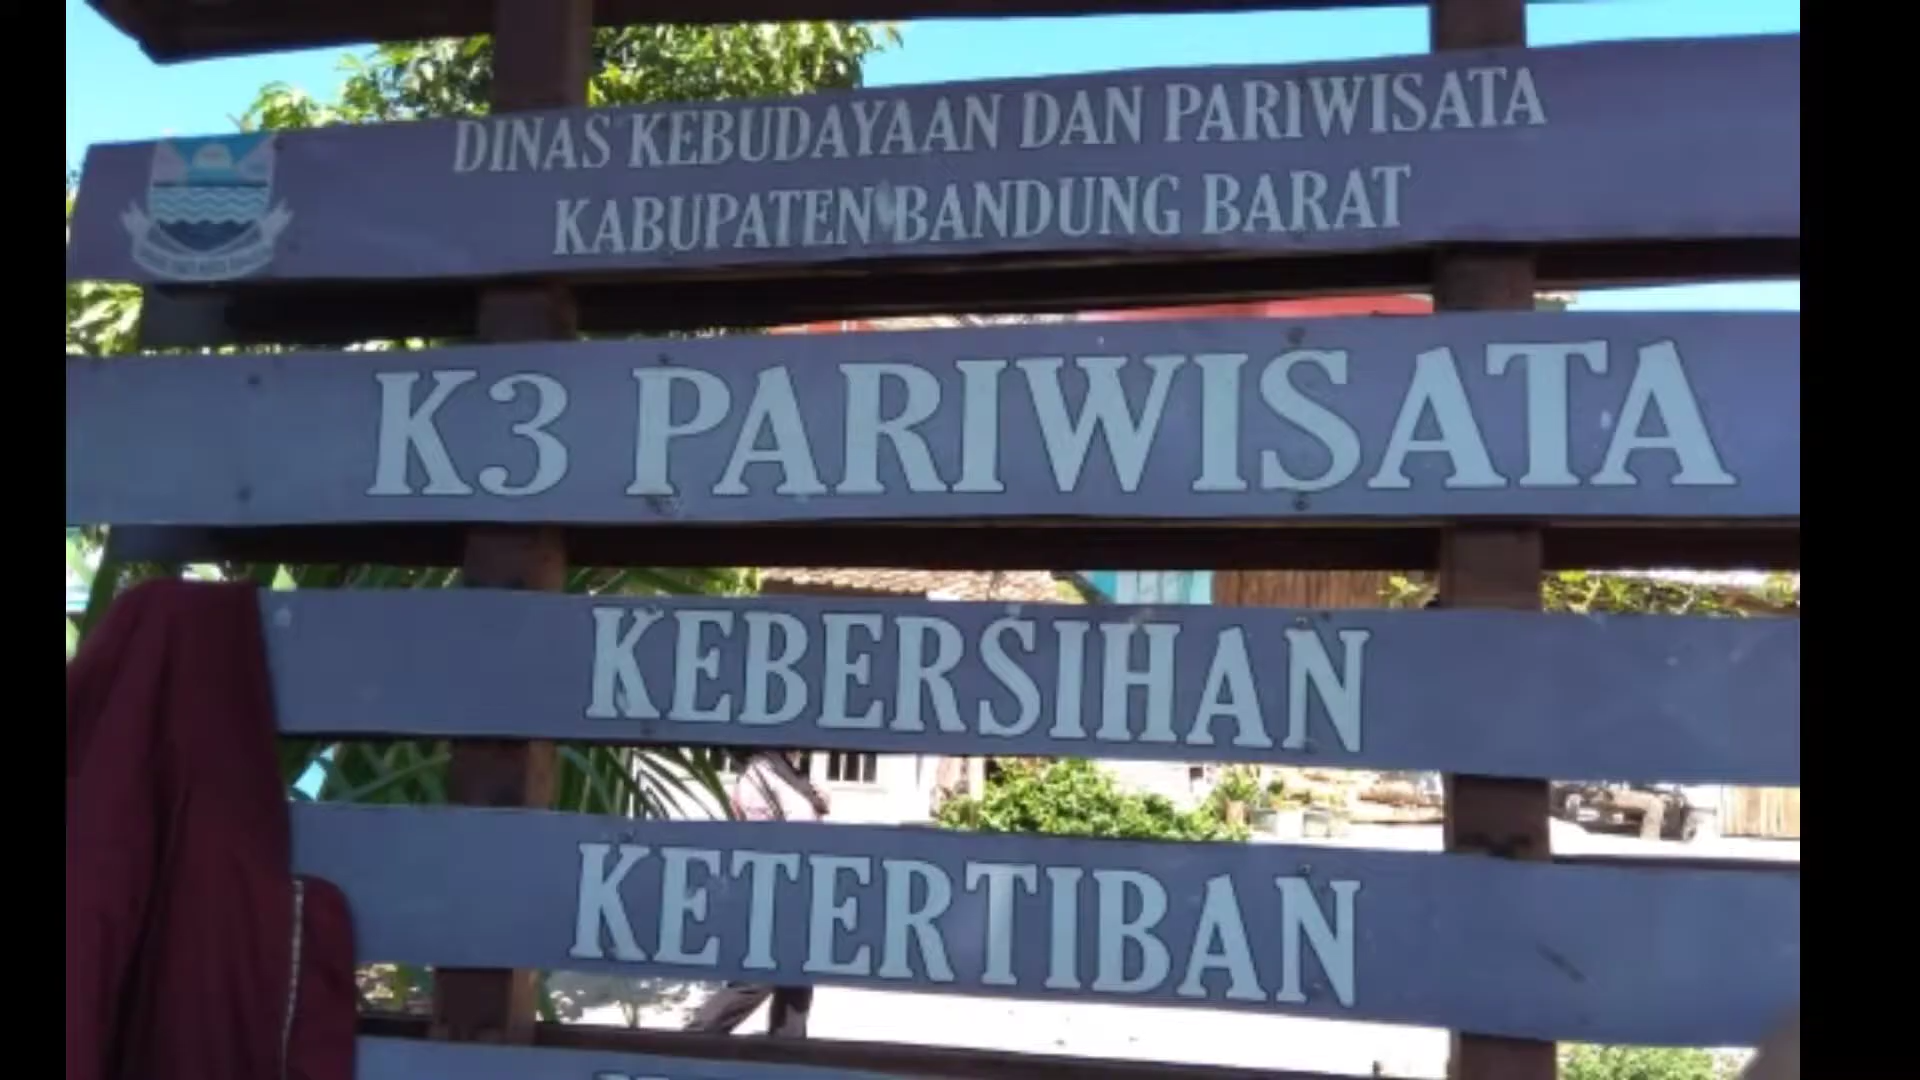 DINAS KEBUDAYAAN DAN PARIWISATA
KABUPATEN BANDUNG BARAT
K3 PARIWISATA
KEBERSIHAN
KETERTIBAN